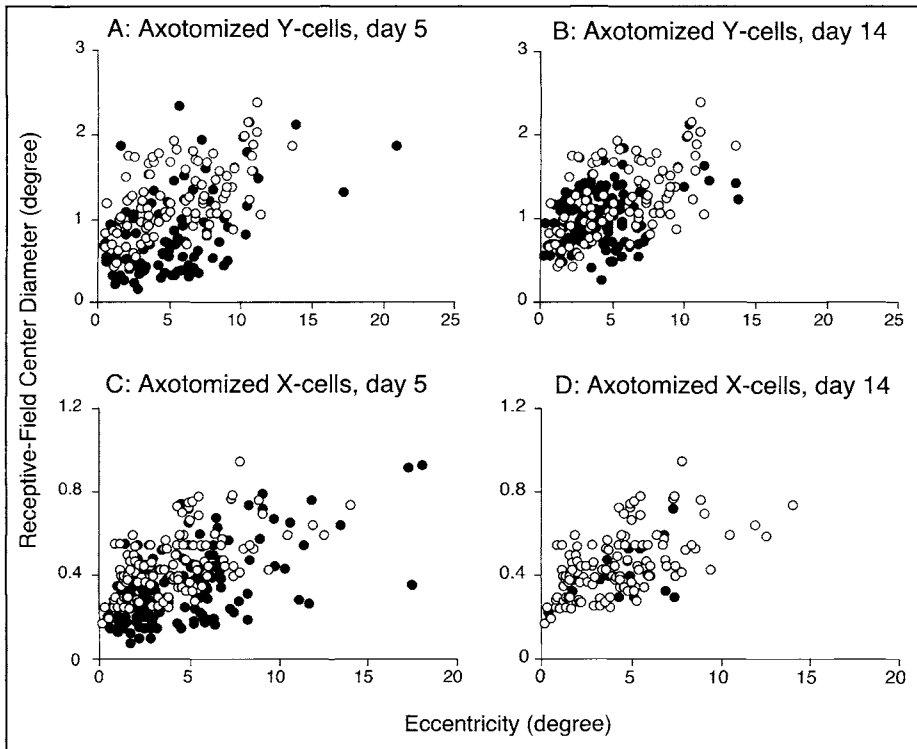 A: Axotomized Y-cells, day 5
B: Axotomized Y-cells, day 14
3
2
1
0
0 5 10 15 20 25
3
2
1
0
0 5 10 15 20 25
C: Axotomized X-cells, day 5
D: Axotomized X-cells, day 14
1.2
0.8
0.4
0
0 5 10 15 20
1.2
0.8
0.4
0
0 5 10 15 20
Receptive-Field Center Diameter (degree)
Eccentricity (degree)